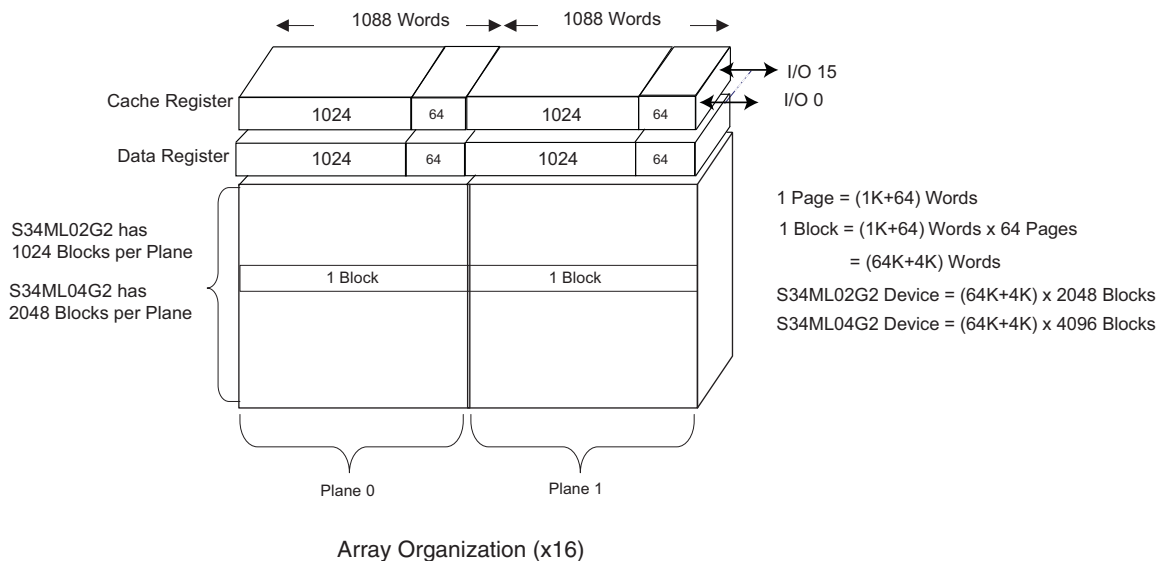 1088 Words 1088 Words
I/O 15
I/O 0
Cache Register
1024 64 1024 64
Data Register
1024 64 1024 64
S34ML02G2 has
1024 Blocks per Plane
S34ML04G2 has
2048 Blocks per Plane
1 Block 1 Block
1 Page = (1K+64) Words
1 Block = (1K+64) Words x 64 Pages
= (64K+4K) Words
S34ML02G2 Device = (64K+4K) x 2048 Blocks
S34ML04G2 Device = (64K+4K) x 4096 Blocks
Plane 0 Plane 1
Array Organization (x16)